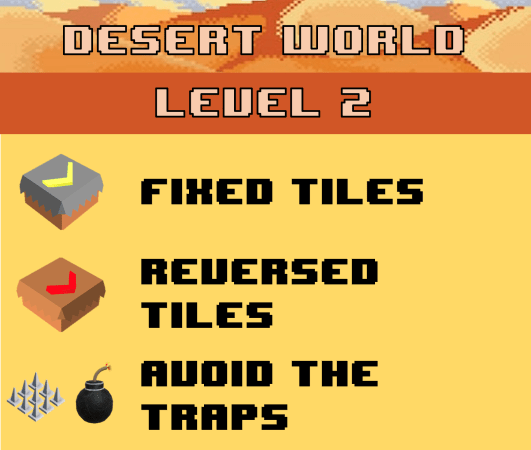 DESERT WORLD
LEVEL 2
FIXED TILES
REVERSED
TILES
AVOID THE
TRAPS